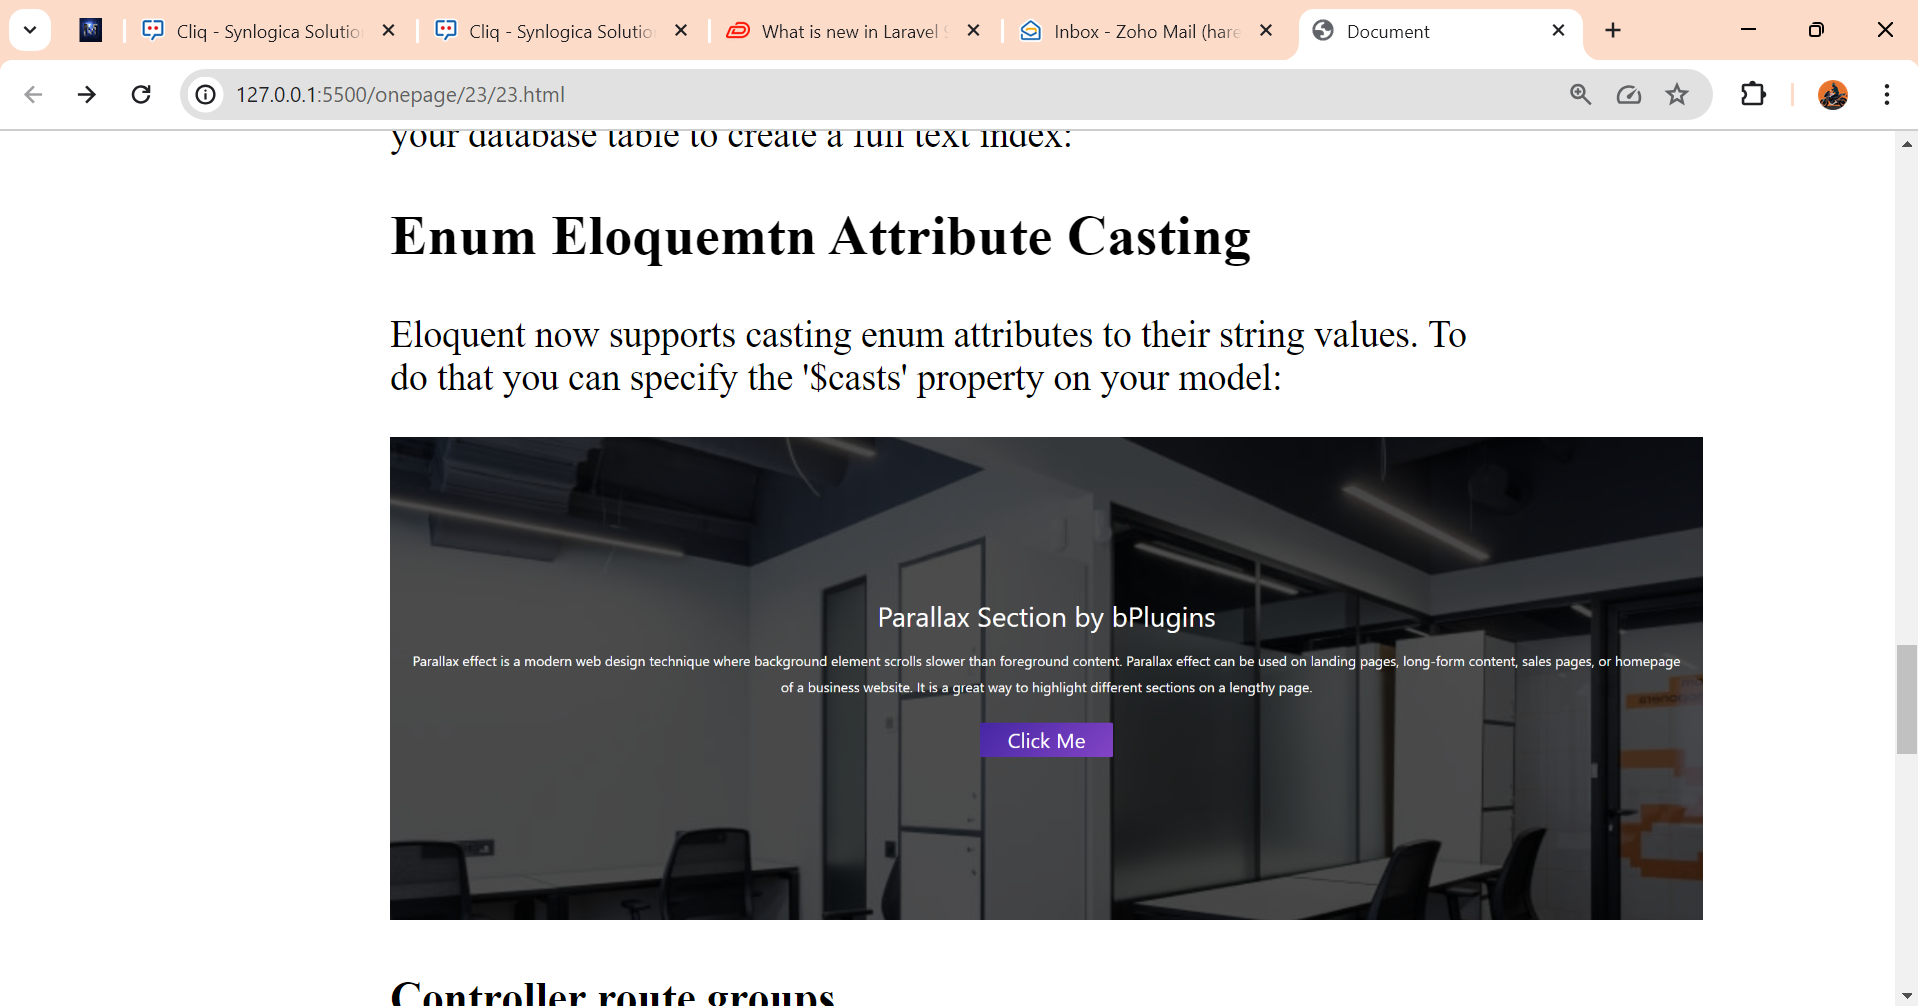 Cliq - Synlogica Solutio
Cliq - Synlogica Solutio
What is new in Laravel
Inbox - Zoho Mail (hare
Document
127.0.0.1:5500/onepage/23/23.html
your database table to create a full text index:
Enum Eloquemtn Attribute Casting
Eloquent now supports casting enum attributes to their string values. To
do that you can specify the '$casts' property on your model:
Parallax Section by bPlugins
Parallax effect is a modern web design technique where background element scrolls slower than foreground content. Parallax effect can be used on landing pages, long-form content, sales pages, or homepage
of a business website. It is a great way to highlight different sections on a lengthy page.
Click Me
Controller route groups